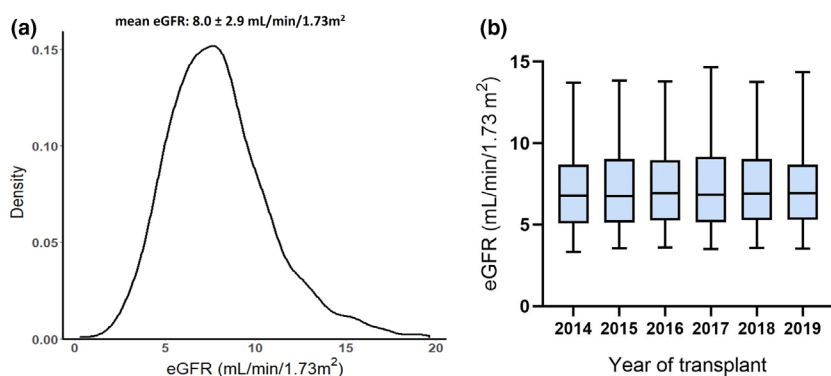 (a)
mean eGFR: 8.0 ± 2.9 mL/min/1.73m²
0.15
0.10
0.05
0.00
Density
0 5 10 15 20
eGFR (mL/min/1.73m²)
(b)
15
10
5
0
eGFR (mL/min/1.73 m²)
2014 2015 2016 2017 2018 2019
Year of transplant